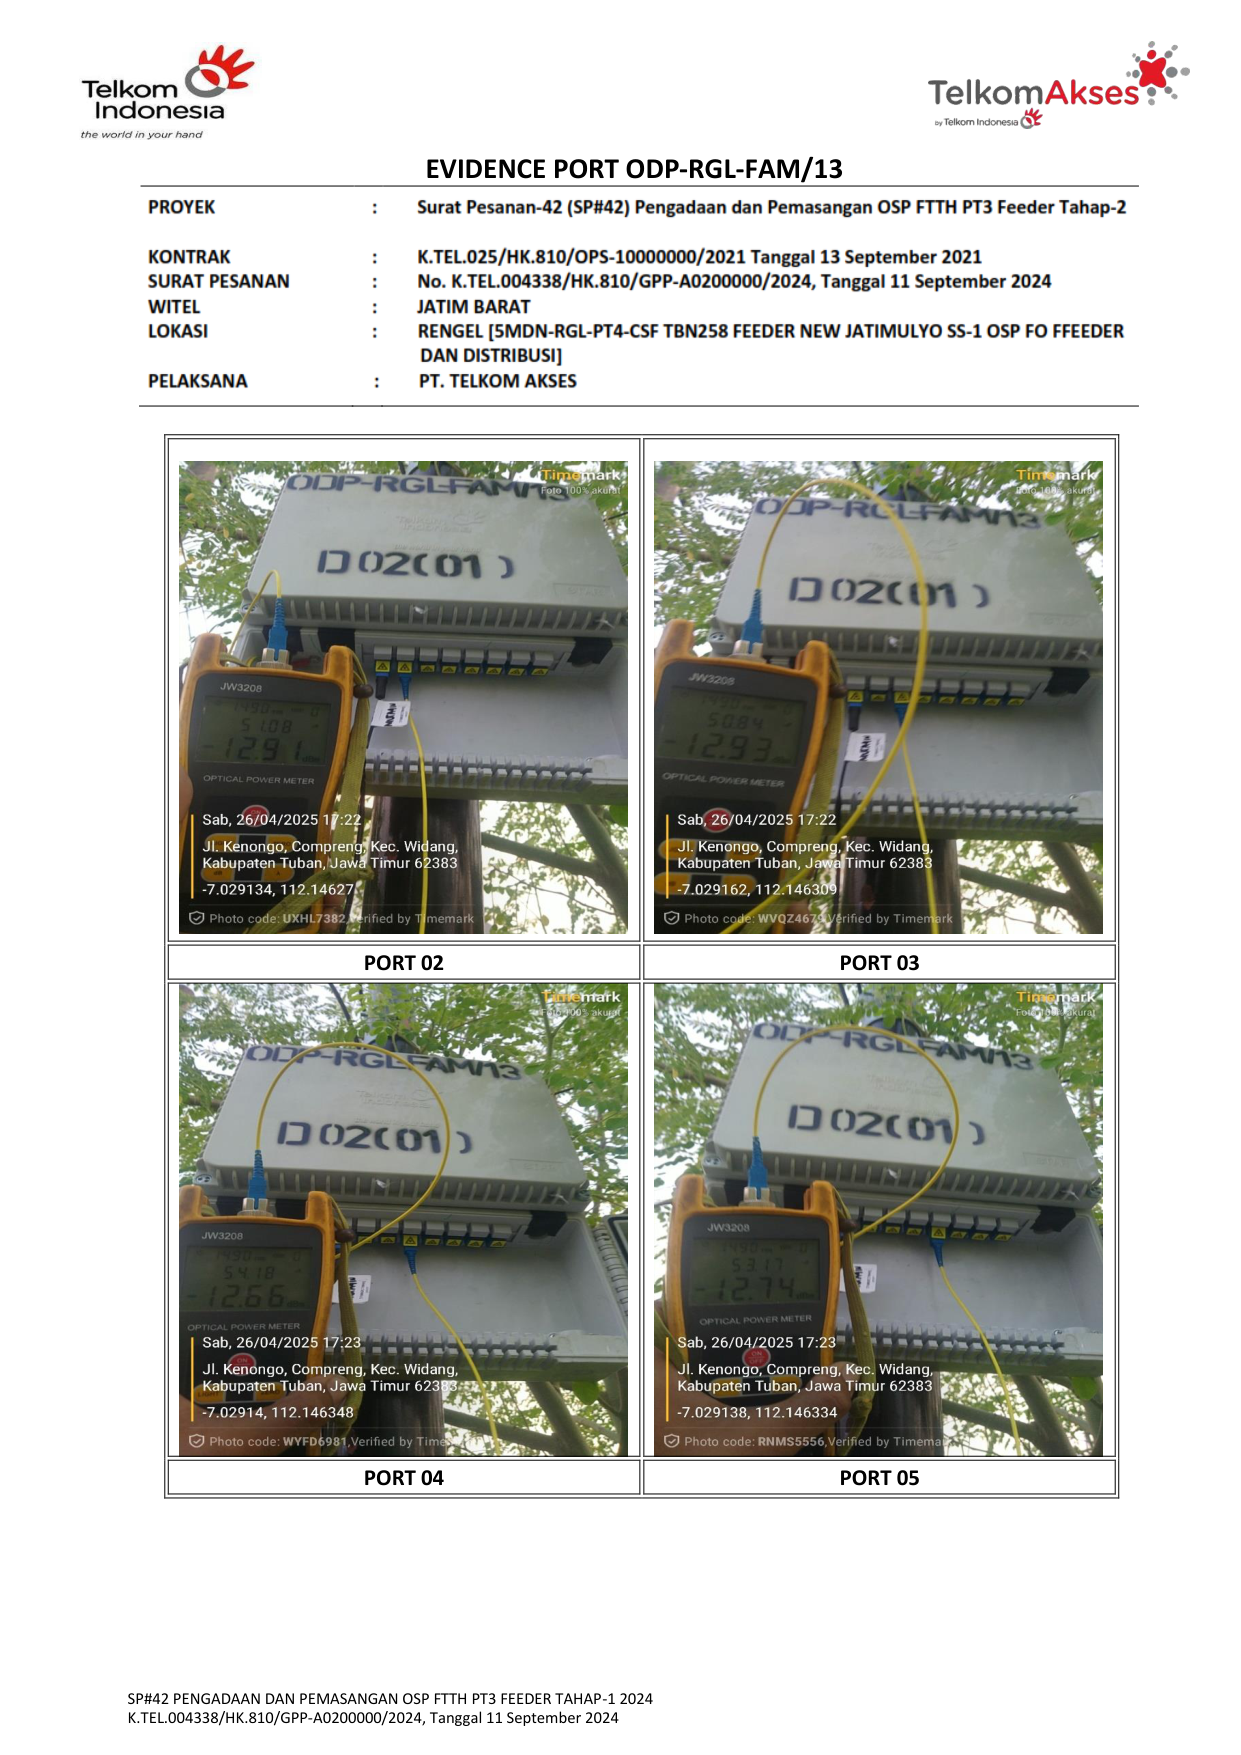 Telkom
Indonesia
the world in your hand
TelkomAkses
by Telkom Indonesia
EVIDENCE PORT ODP-RGL-FAM/13
PROYEK : Surat Pesanan-42 (SP#42) Pengadaan dan Pemasangan OSP FTTH PT3 Feeder Tahap-2
KONTRAK : K.TEL.025/HK.810/OPS-10000000/2021 Tanggal 13 September 2021
SURAT PESANAN : No. K.TEL.004338/HK.810/GPP-A0200000/2024, Tanggal 11 September 2024
WITEL : JATIM BARAT
LOKASI : RENGEL [5MDN-RGL-PT4-CSF TBN258 FEEDER NEW JATIMULYO SS-1 OSP FO FFEEDER
DAN DISTRIBUSI]
PELAKSANA : PT. TELKOM AKSES
Timemark
Foto 100% akurat
ODP-RGL-FAM/13
D02(01)
JW3208
1490
51.08
-12.91
OPTICAL POWER METER
Sab, 26/04/2025 17:22
Jl. Kenongo, Compreng, Kec. Widang,
Kabupaten Tuban, Jawa Timur 62383
-7.029134, 112.14627
Photo code: UXHL7382,Verified by Timemark
Timemark
Foto 100% akurat
ODP-RGL-FAM/13
D02(01)
JW3208
1490
50.84
-12.93
OPTICAL POWER METER
Sab, 26/04/2025 17:22
Jl. Kenongo, Compreng, Kec. Widang,
Kabupaten Tuban, Jawa Timur 62383
-7.029162, 112.146309
Photo code: WVQZ4679,Verified by Timemark
PORT 02
PORT 03
Timemark
Foto 100% akurat
ODP-RGL-FAM/13
D02(01)
JW3208
1490
54.18
-12.66
OPTICAL POWER METER
Sab, 26/04/2025 17:23
Jl. Kenongo, Compreng, Kec. Widang,
Kabupaten Tuban, Jawa Timur 62383
-7.02914, 112.146348
Photo code: WYFD6981,Verified by Timemark
Timemark
Foto 100% akurat
ODP-RGL-FAM/13
D02(01)
JW3208
1490
53.17
-12.74
OPTICAL POWER METER
Sab, 26/04/2025 17:23
Jl. Kenongo, Compreng, Kec. Widang,
Kabupaten Tuban, Jawa Timur 62383
-7.029138, 112.146334
Photo code: RNMS5556,Verified by Timemark
PORT 04
PORT 05
SP#42 PENGADAAN DAN PEMASANGAN OSP FTTH PT3 FEEDER TAHAP-1 2024
K.TEL.004338/HK.810/GPP-A0200000/2024, Tanggal 11 September 2024